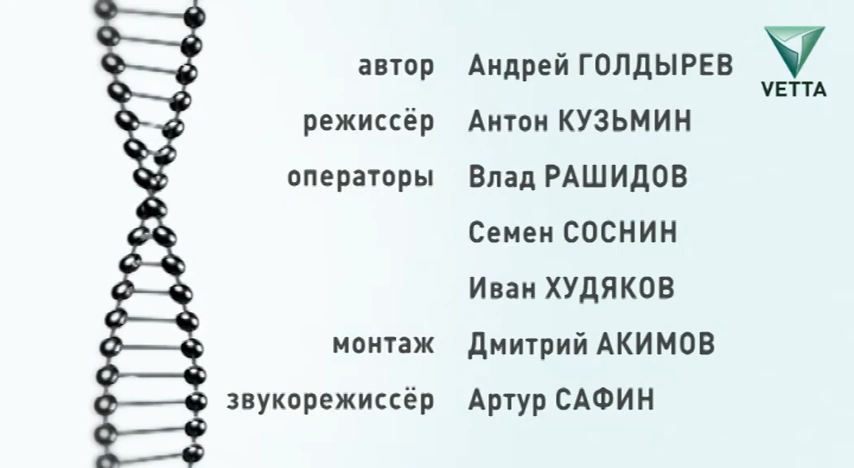 автор Андрей ГОЛДЫРЕВ
VETTA
режиссёр Антон КУЗЬМИН
операторы Влад РАШИДОВ
Семен СОСНИН
Иван ХУДЯКОВ
монтаж Дмитрий АКИМОВ
звукорежиссёр Артур САФИН